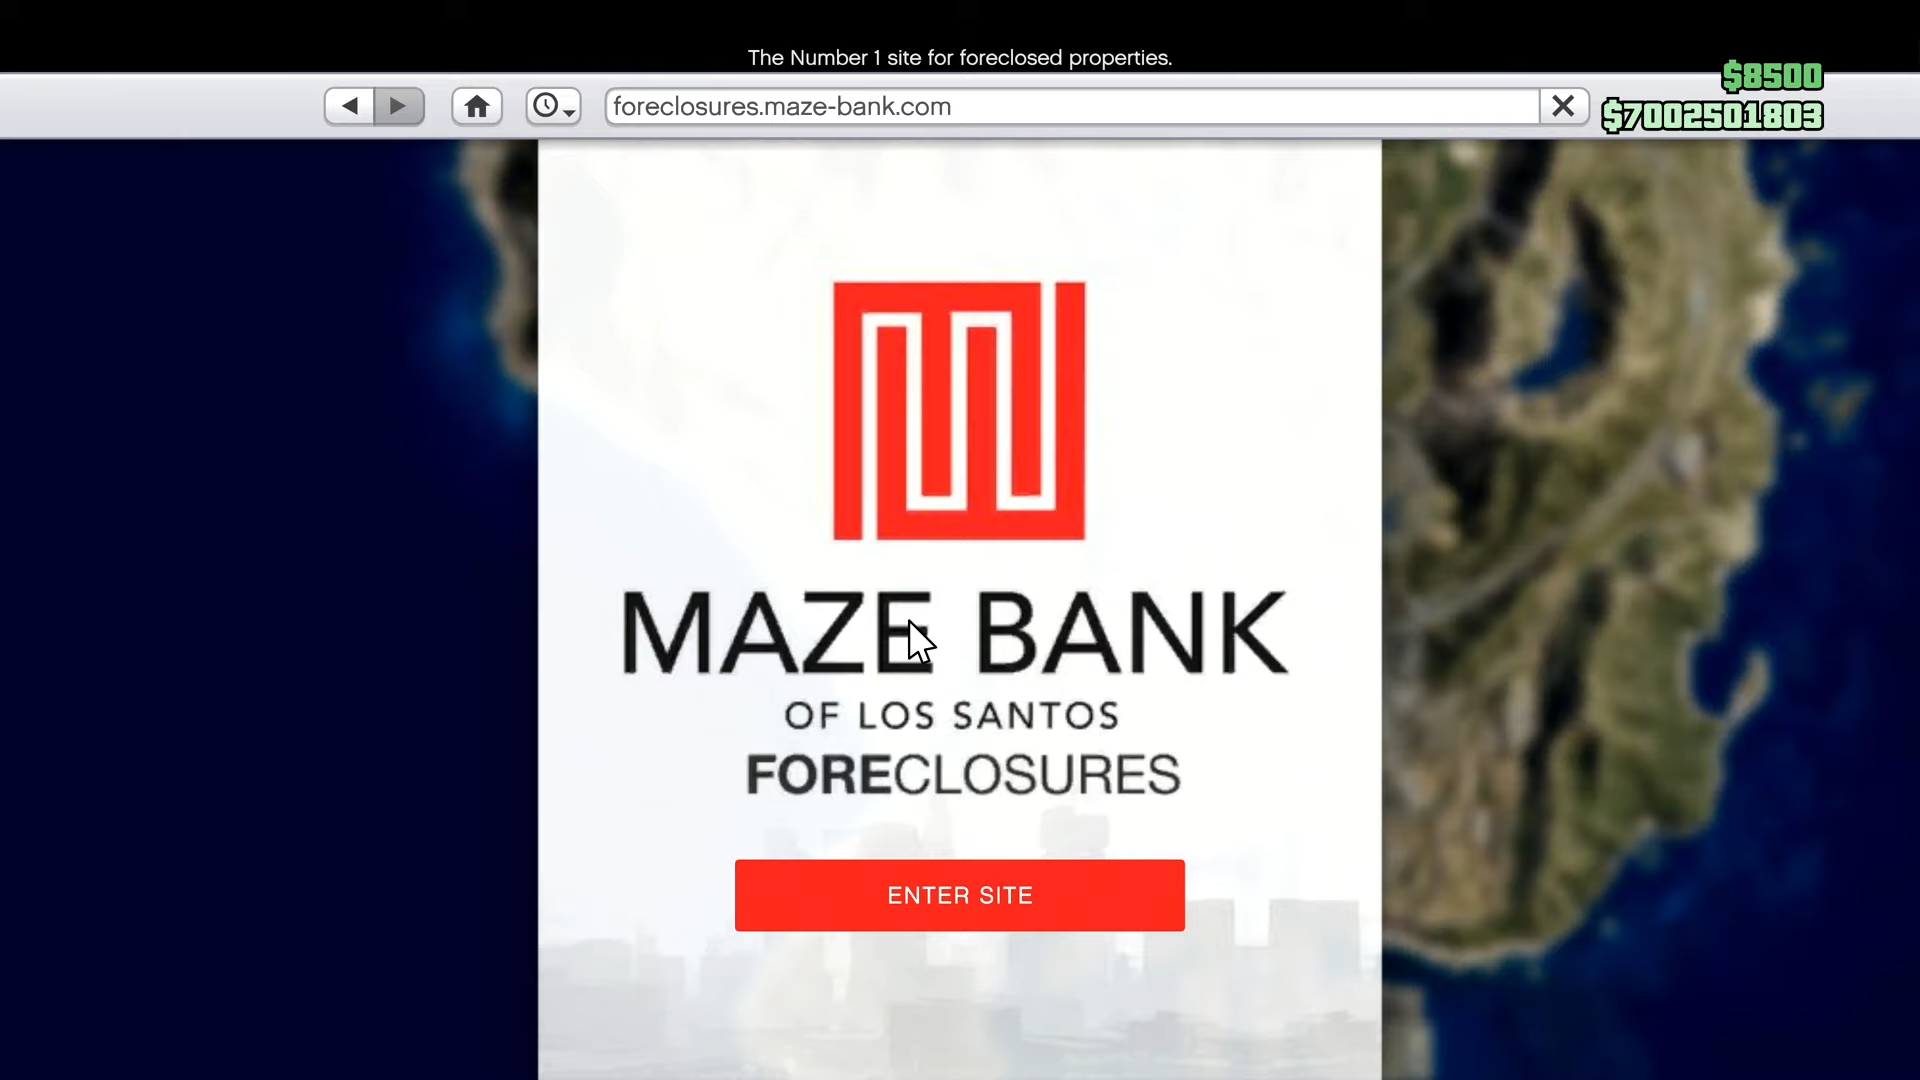 The Number 1 site for foreclosed properties.
$8500
foreclosures.maze-bank.com
$7002501803
MAZE BANK
OF LOS SANTOS
FORECLOSURES
ENTER SITE